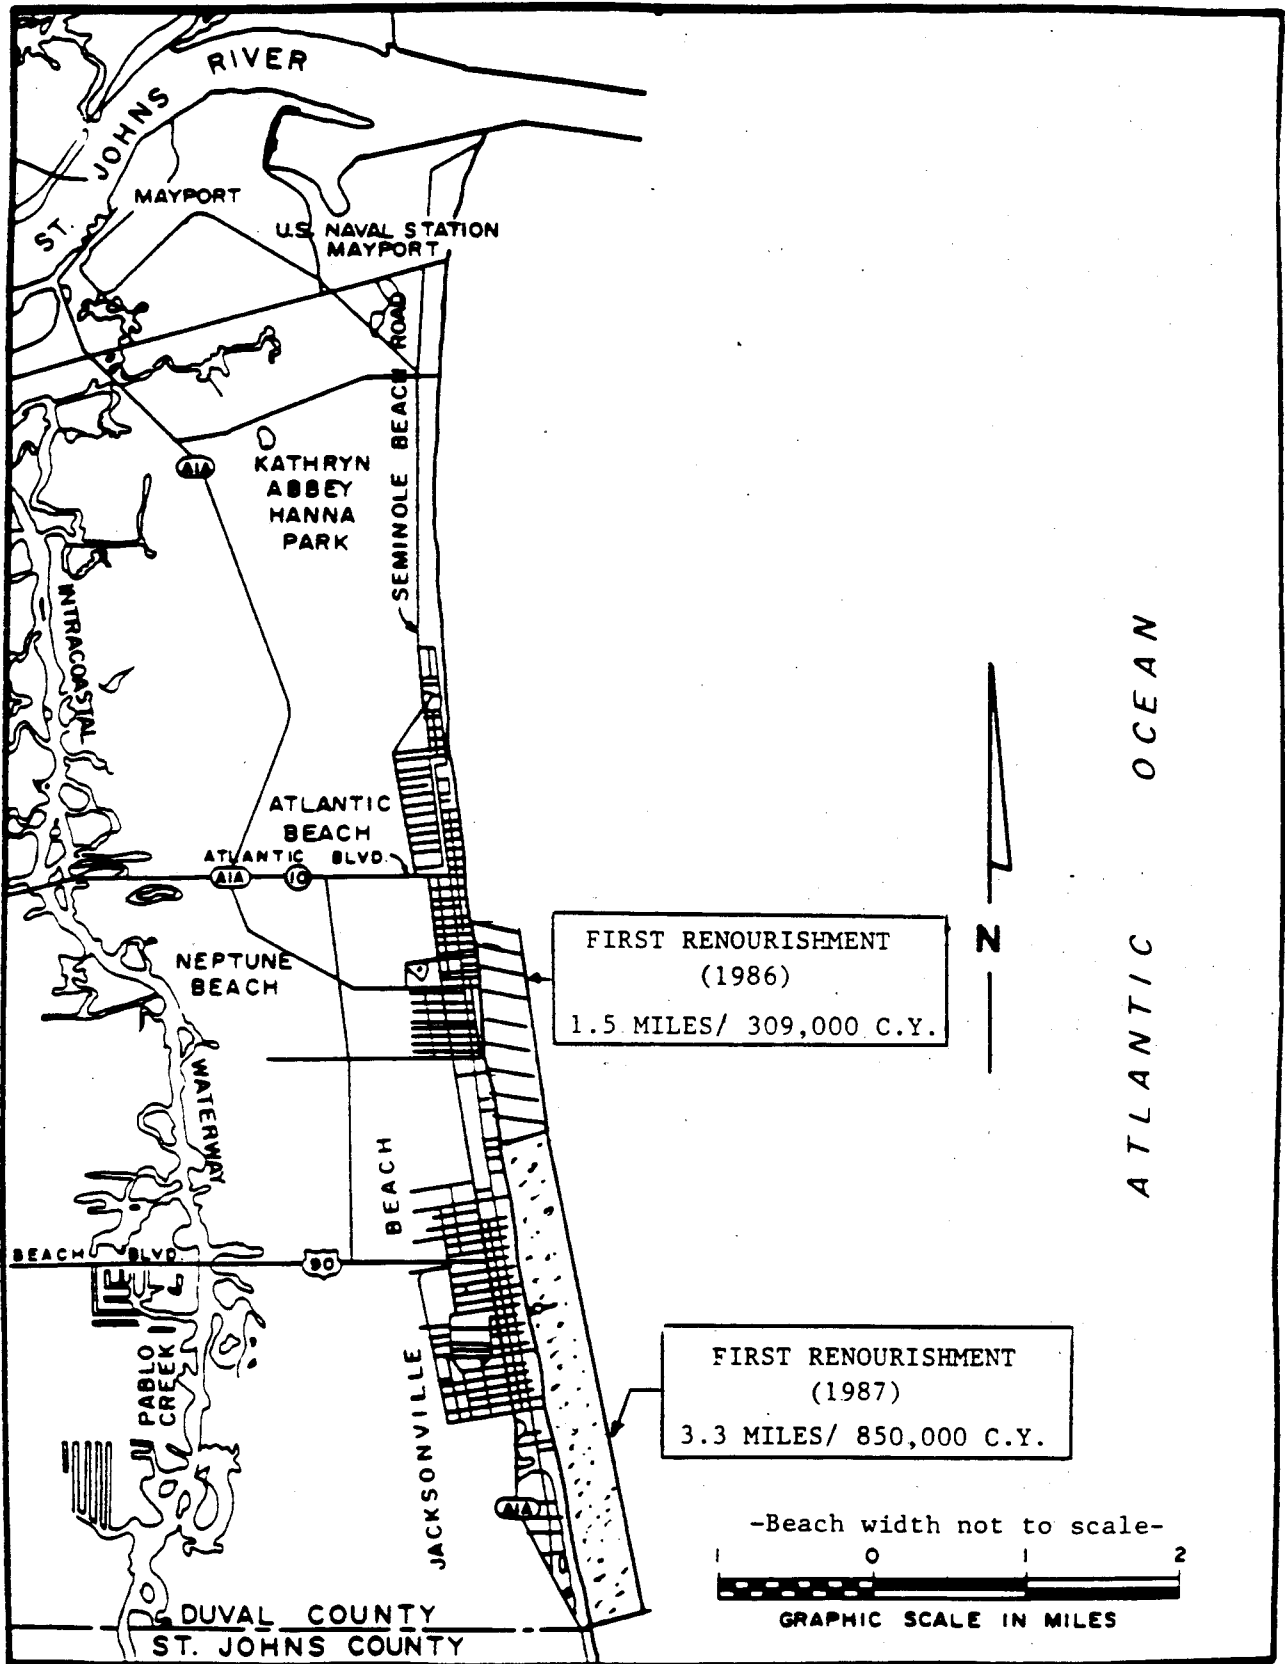 ST. JOHNS RIVER
MAYPORT
U.S. NAVAL STATION
MAYPORT
SEMINOLE BEACH ROAD
A1A
KATHRYN
ABBEY
HANNA
PARK
INTRACOASTAL
WATERWAY
ATLANTIC
BEACH
ATLANTIC BLVD.
A1A
10
NEPTUNE
BEACH
FIRST RENOURISHMENT
(1986)
1.5 MILES/ 309,000 C.Y.
N
ATLANTIC OCEAN
JACKSONVILLE BEACH
BEACH BLVD.
90
PABLO
CREEK
FIRST RENOURISHMENT
(1987)
3.3 MILES/ 850,000 C.Y.
A1A
-Beach width not to scale-
1 0 1 2
GRAPHIC SCALE IN MILES
DUVAL COUNTY
ST. JOHNS COUNTY